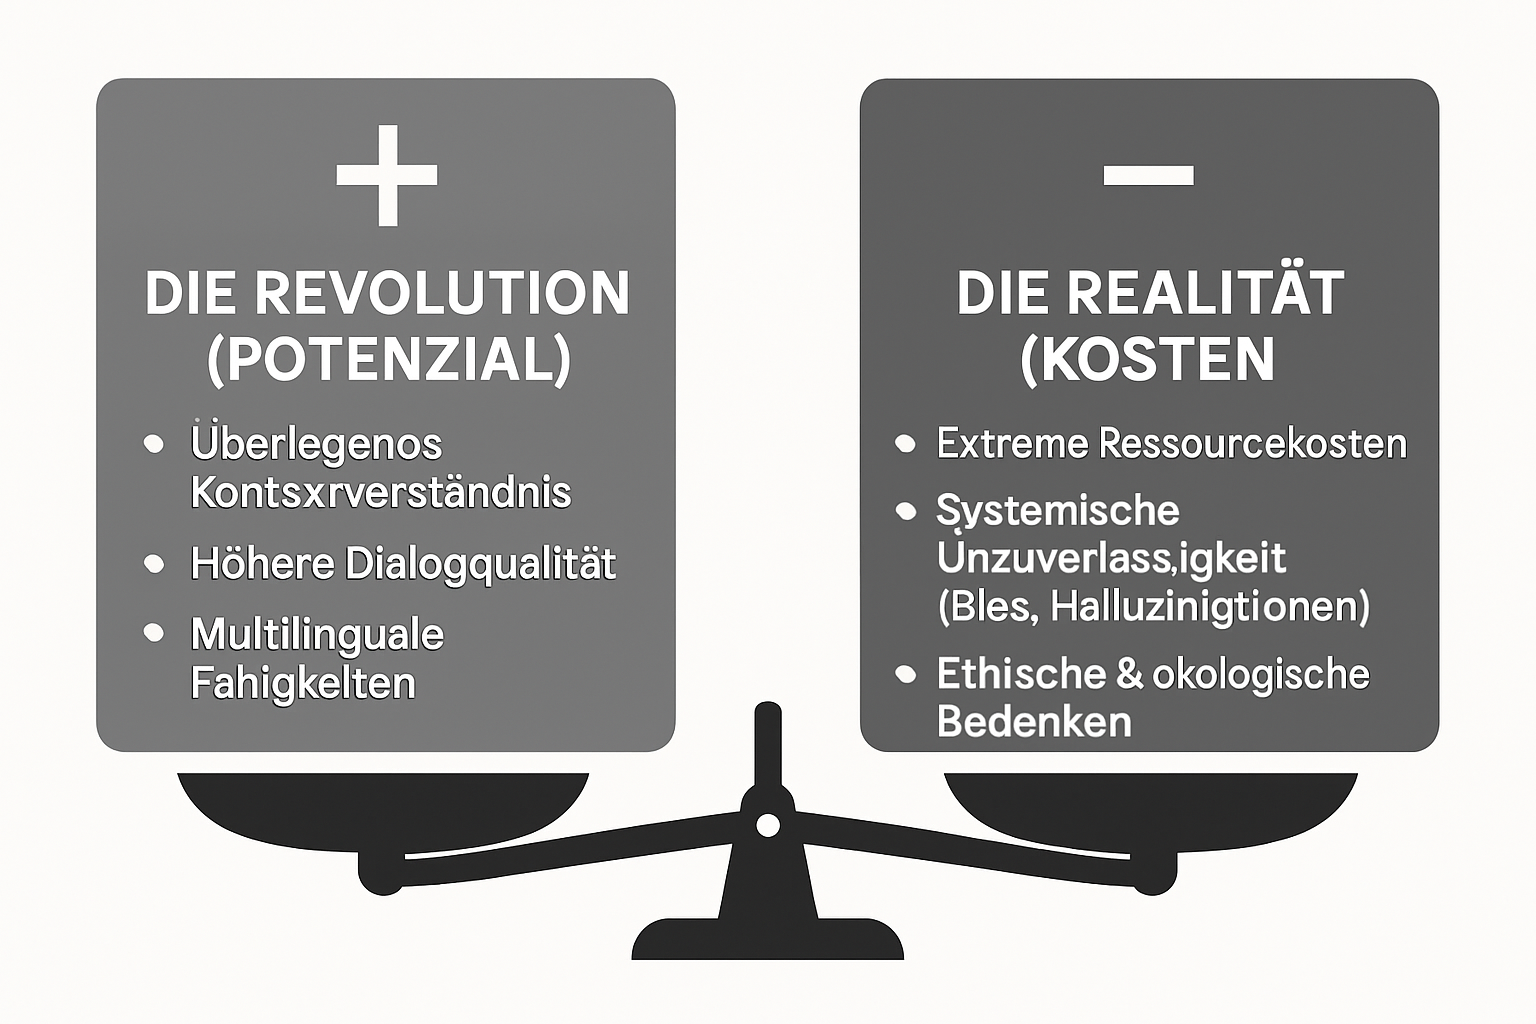 +
DIE REVOLUTION
(POTENZIAL)
• Überlegenos
Kontsxrverständnis
• Höhere Dialogqualität
• Multilinguale
Fahigkelten
−
DIE REALITÄT
(KOSTEN
• Extreme Ressourcekosten
• Systemische
Unzuverlass,igkeit
(Bles, Halluzinigtionen)
• Ethische & okologische
Bedenken